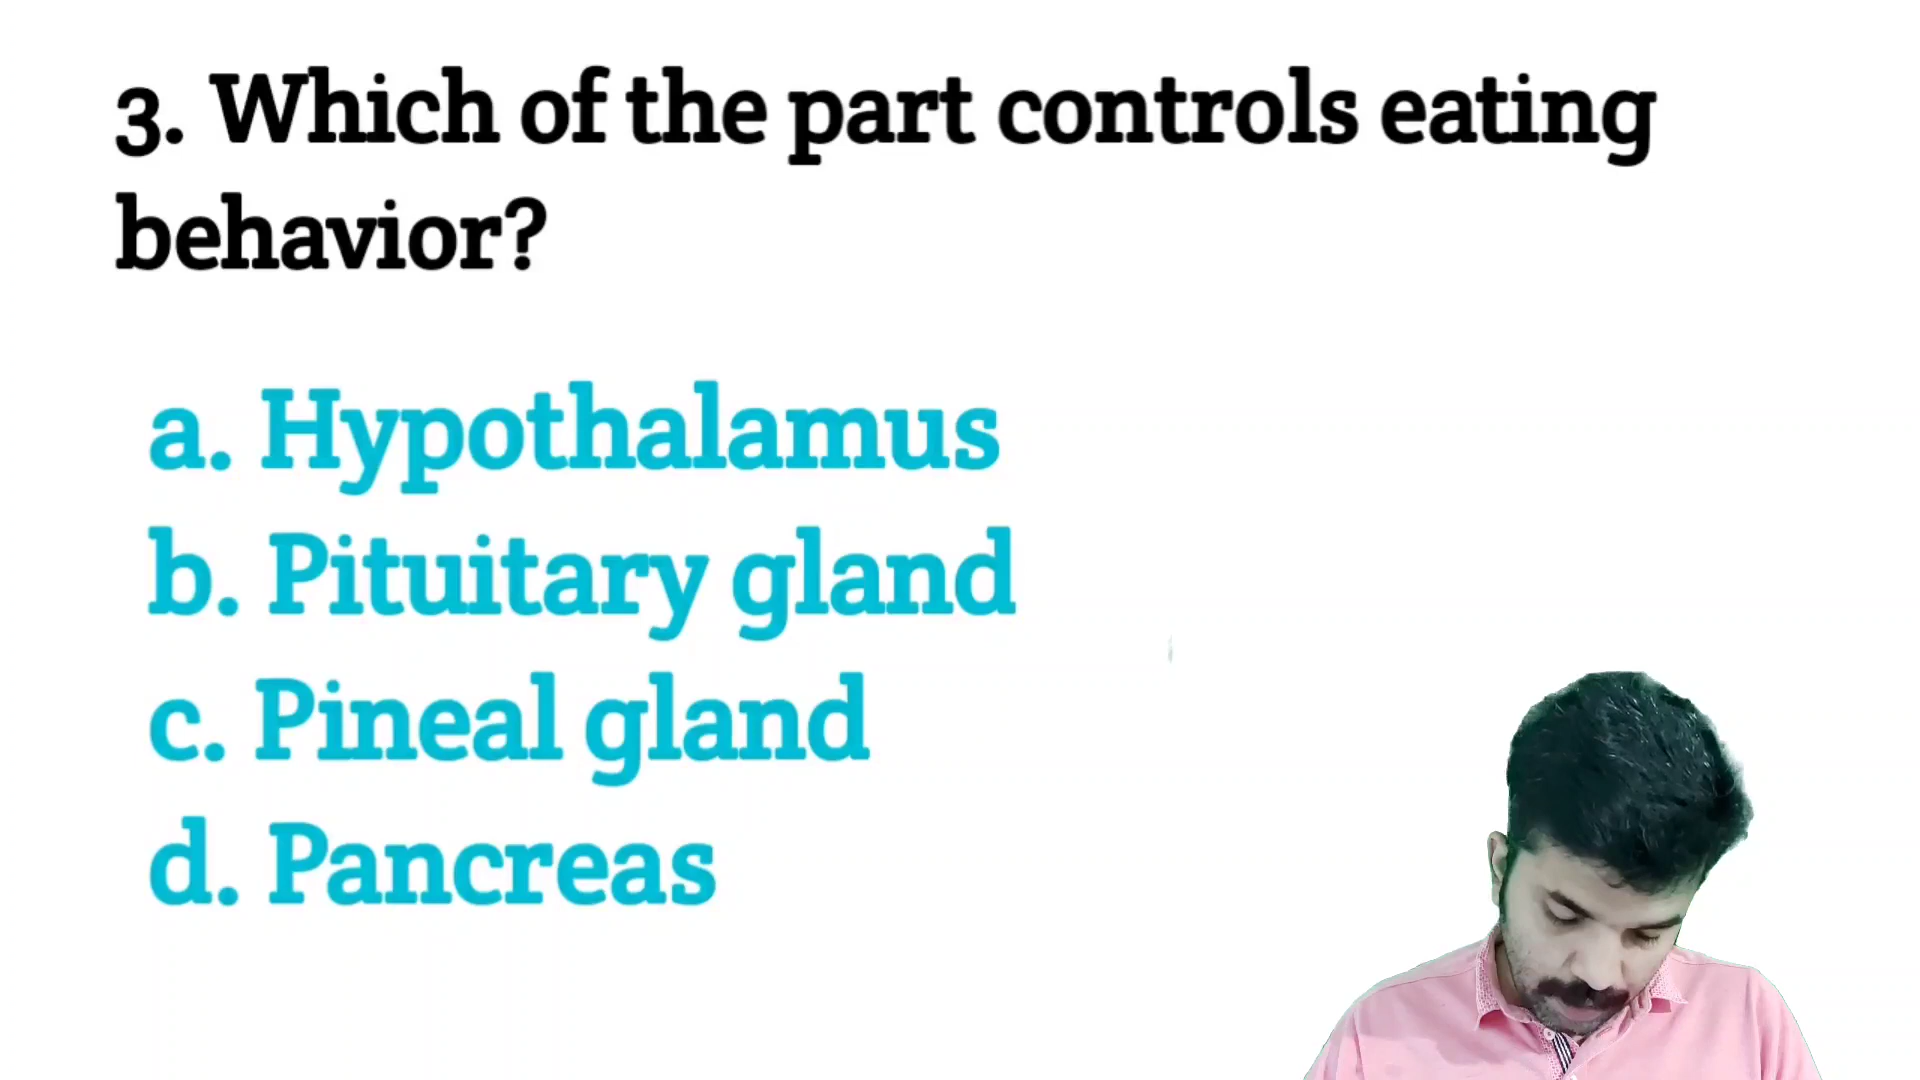 3. Which of the part controls eating
behavior?
a. Hypothalamus
b. Pituitary gland
c. Pineal gland
d. Pancreas